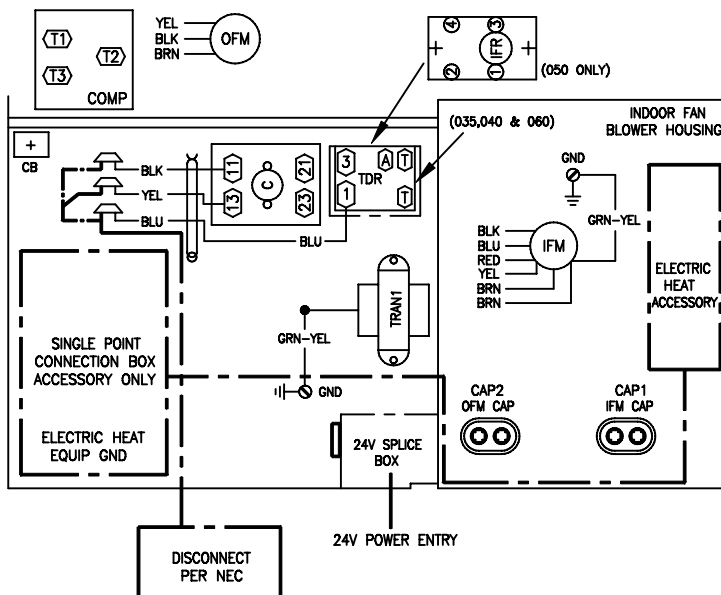 T1
T2
T3
COMP
YEL
BLK
BRN
OFM
4
3
IFR
2
1
(050 ONLY)
(035,040 & 060)
INDOOR FAN
BLOWER HOUSING
+
CB
BLK
YEL
BLU
11
21
C
13
23
3
A
T
TDR
1
T
BLU
GND
GRN-YEL
BLK
BLU
RED
YEL
BRN
BRN
IFM
ELECTRIC
HEAT
ACCESSORY
TRAN1
GRN-YEL
GND
SINGLE POINT
CONNECTION BOX
ACCESSORY ONLY
ELECTRIC HEAT
EQUIP GND
CAP2
OFM CAP
CAP1
IFM CAP
24V SPLICE
BOX
24V POWER ENTRY
DISCONNECT
PER NEC